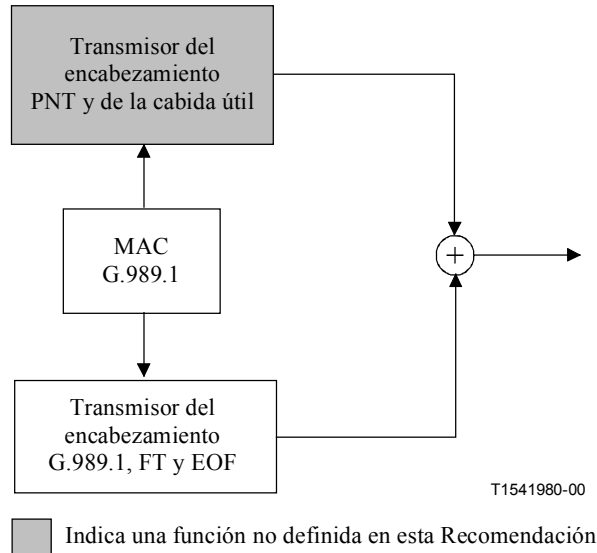 Transmisor del
encabezamiento
PNT y de la cabida útil
MAC
G.989.1
+
Transmisor del
encabezamiento
G.989.1, FT y EOF
T1541980-00
Indica una función no definida en esta Recomendación